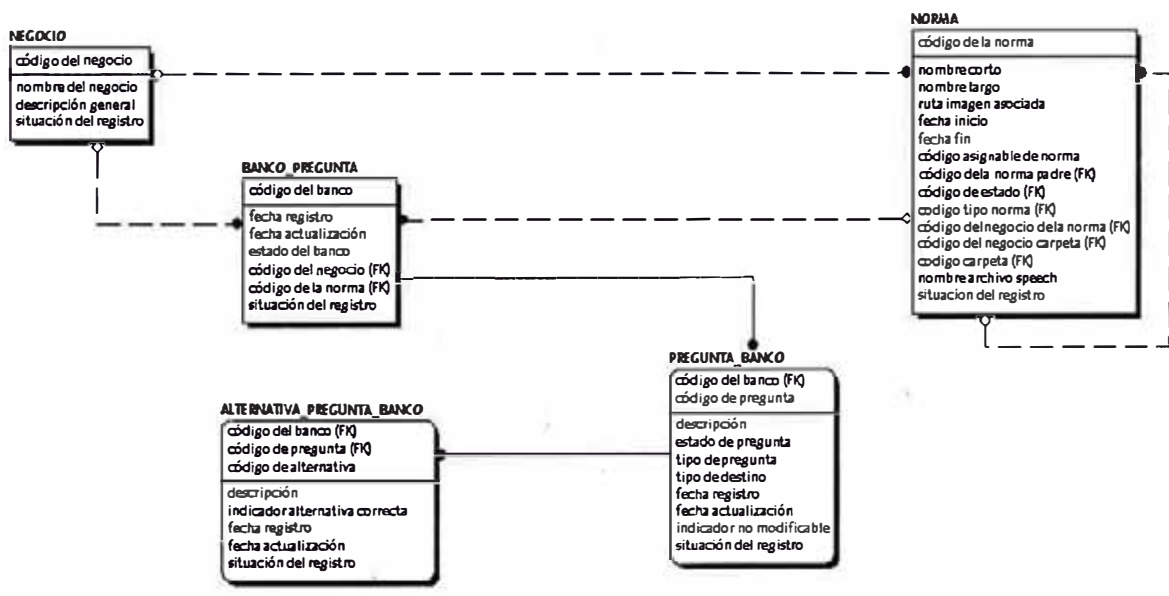 NEGOCIO
código del negocio
nombre del negocio
descripción general
situación del registro
NORMA
código de la norma
nombre corto
nombre largo
ruta imagen asociada
fecha inicio
fecha fin
código asignable de norma
código dela norma padre (FK)
código de estado (FK)
codigo tipo norma (FK)
código del negocio dela norma (FK)
código del negocio carpeta (FK)
codigo carpeta (FK)
nombre archivo speech
situacion del registro
BANCO_PREGUNTA
código del banco
fecha registro
fecha actualización
estado del banco
código del negocio (FK)
código de la norma (FK)
situación del registro
PREGUNTA_BANCO
código del banco (FK)
código de pregunta
descripción
estado de pregunta
tipo de pregunta
tipo de destino
fecha registro
fecha actualización
indicador no modificable
situación del registro
ALTERNATIVA_PREGUNTA_BANCO
código del banco (FK)
código de pregunta (FK)
código de alternativa
descripción
indicador alternativa correcta
fecha registro
fecha actualización
situación del registro